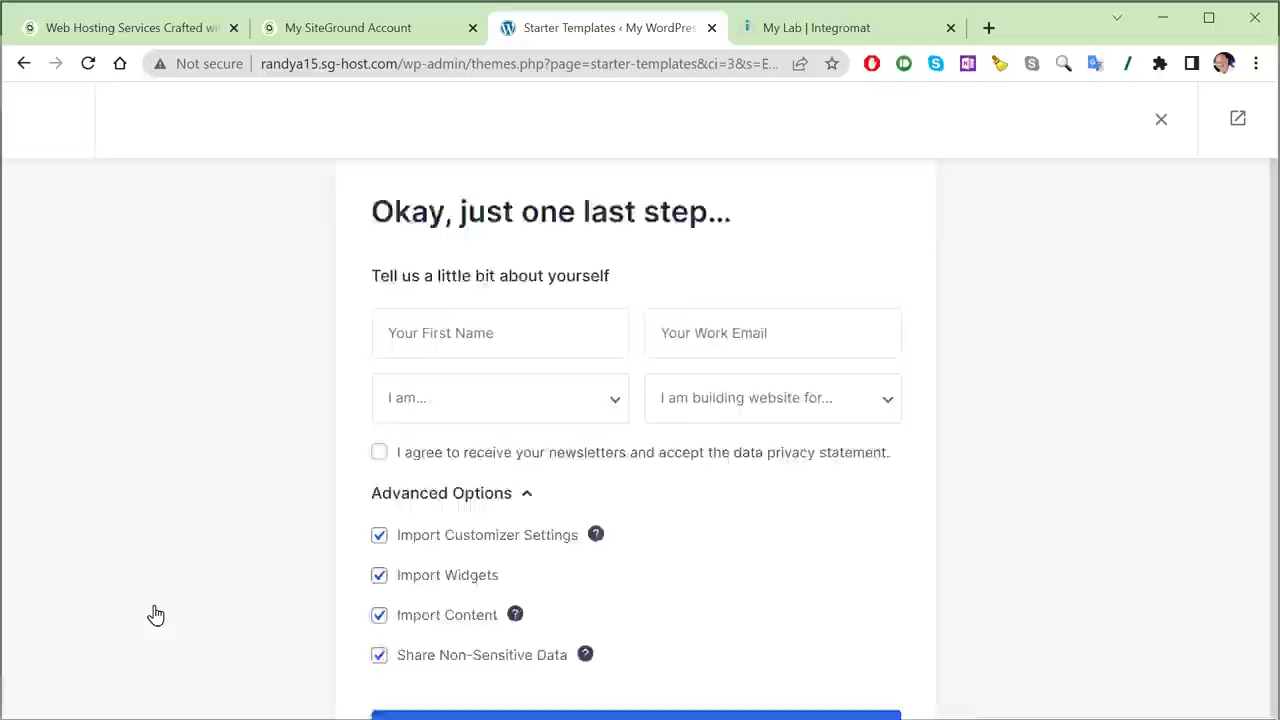 Web Hosting Services Crafted wi
My SiteGround Account
Starter Templates ‹ My WordPres
My Lab | Integromat
Not secure
randya15.sg-host.com/wp-admin/themes.php?page=starter-templates&ci=3&s=E...
Okay, just one last step...
Tell us a little bit about yourself
Your First Name
Your Work Email
I am...
I am building website for...
I agree to receive your newsletters and accept the data privacy statement.
Advanced Options
Import Customizer Settings ?
Import Widgets
Import Content ?
Share Non-Sensitive Data ?